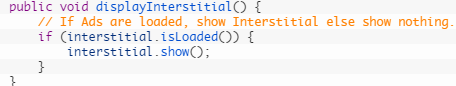 public void displayInterstitial() {
// If Ads are loaded, show Interstitial else show nothing.
if (interstitial.isLoaded()) {
interstitial.show();
}
}